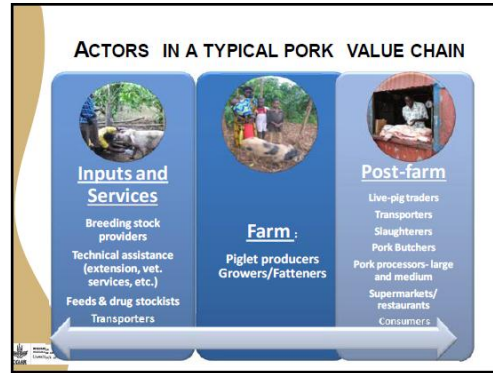 ACTORS IN A TYPICAL PORK VALUE CHAIN
Inputs and
Services
Breeding stock
providers
Technical assistance
(extension, vet.
services, etc.)
Feeds & drug stockists
Transporters
Farm :
Piglet producers
Growers/Fatteners
Post-farm
Live-pig traders
Transporters
Slaughterers
Pork Butchers
Pork processors- large
and medium
Supermarkets/
restaurants
Consumers
CGIAR